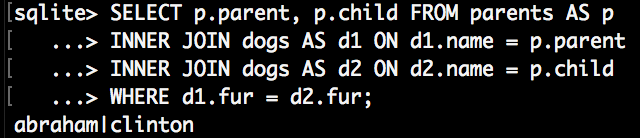 [sqlite> SELECT p.parent, p.child FROM parents AS p
[   ...> INNER JOIN dogs AS d1 ON d1.name = p.parent
[   ...> INNER JOIN dogs AS d2 ON d2.name = p.child
[   ...> WHERE d1.fur = d2.fur;
abraham|clinton